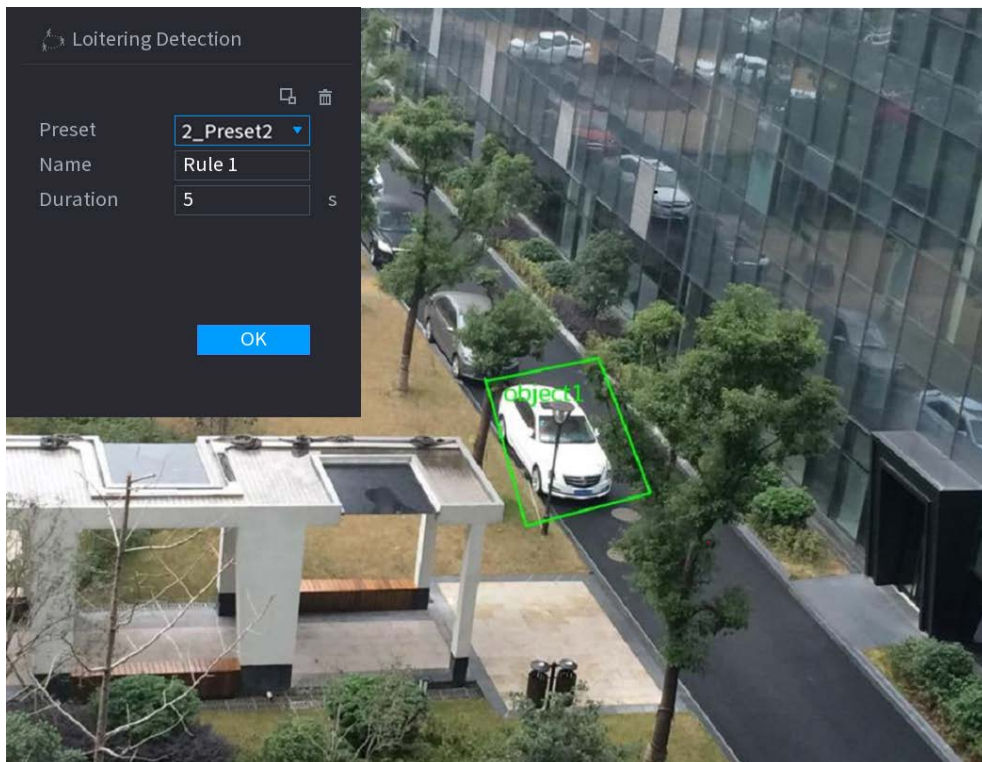 Loitering Detection
Preset 2_Preset2
Name Rule 1
Duration 5 s
OK
object1